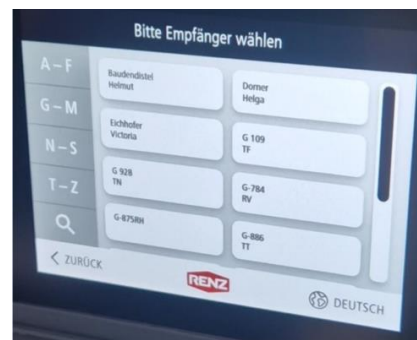 Bitte Empfänger wählen
A–F
G–M
N–S
T–Z
Baudendistel
Helmut
Dorner
Helga
Eichhofer
Victoria
G 109
TF
G 928
TN
G-784
RV
G-875RH
G-886
TT
< ZURÜCK
RENZ
DEUTSCH